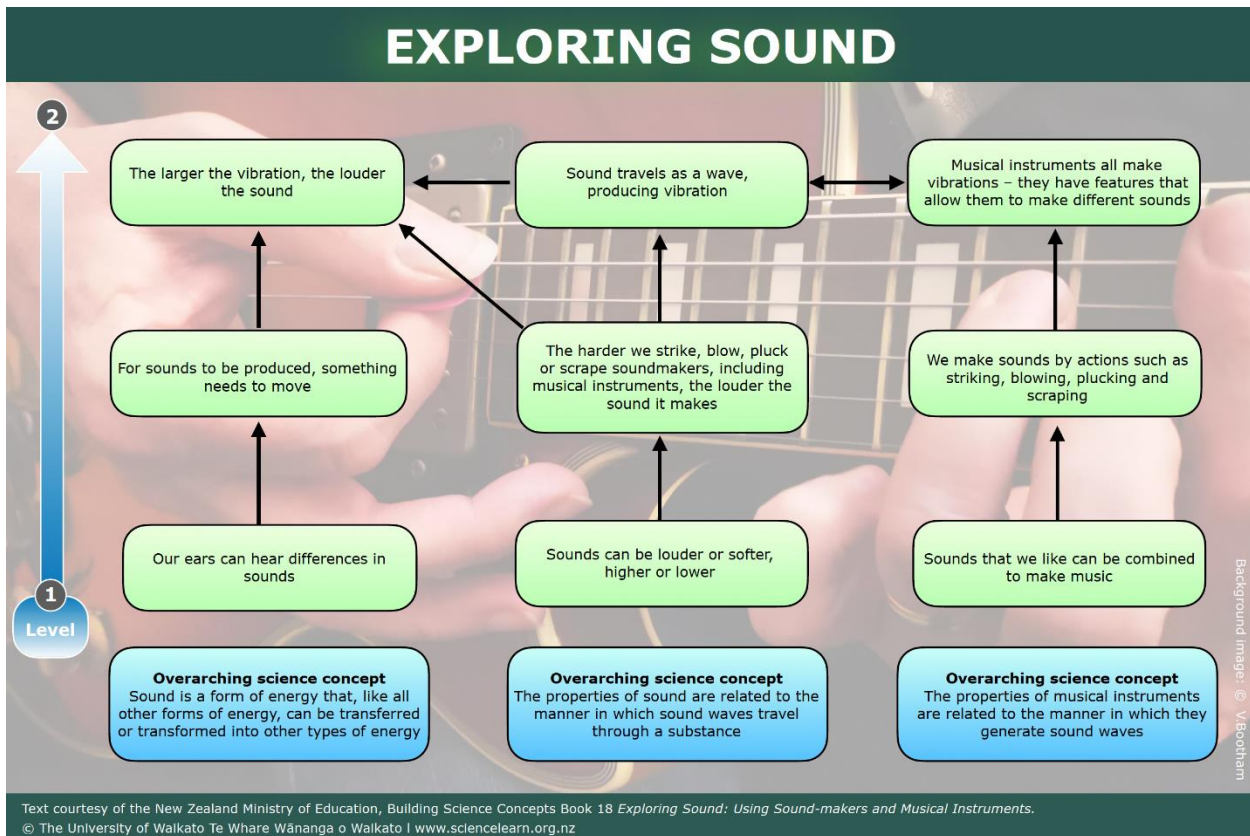 EXPLORING SOUND
2
The larger the vibration, the louder
the sound
Sound travels as a wave,
producing vibration
Musical instruments all make
vibrations – they have features that
allow them to make different sounds
For sounds to be produced, something
needs to move
The harder we strike, blow, pluck
or scrape soundmakers, including
musical instruments, the louder the
sound it makes
We make sounds by actions such as
striking, blowing, plucking and
scraping
Our ears can hear differences in
sounds
Sounds can be louder or softer,
higher or lower
Sounds that we like can be combined
to make music
1
Level
Overarching science concept
Sound is a form of energy that, like all
other forms of energy, can be transferred
or transformed into other types of energy
Overarching science concept
The properties of sound are related to the
manner in which sound waves travel
through a substance
Overarching science concept
The properties of musical instruments
are related to the manner in which they
generate sound waves
Background image: © V.Bootham
Text courtesy of the New Zealand Ministry of Education, Building Science Concepts Book 18 Exploring Sound: Using Sound-makers and Musical Instruments.
© The University of Waikato Te Whare Wānanga o Waikato l www.sciencelearn.org.nz